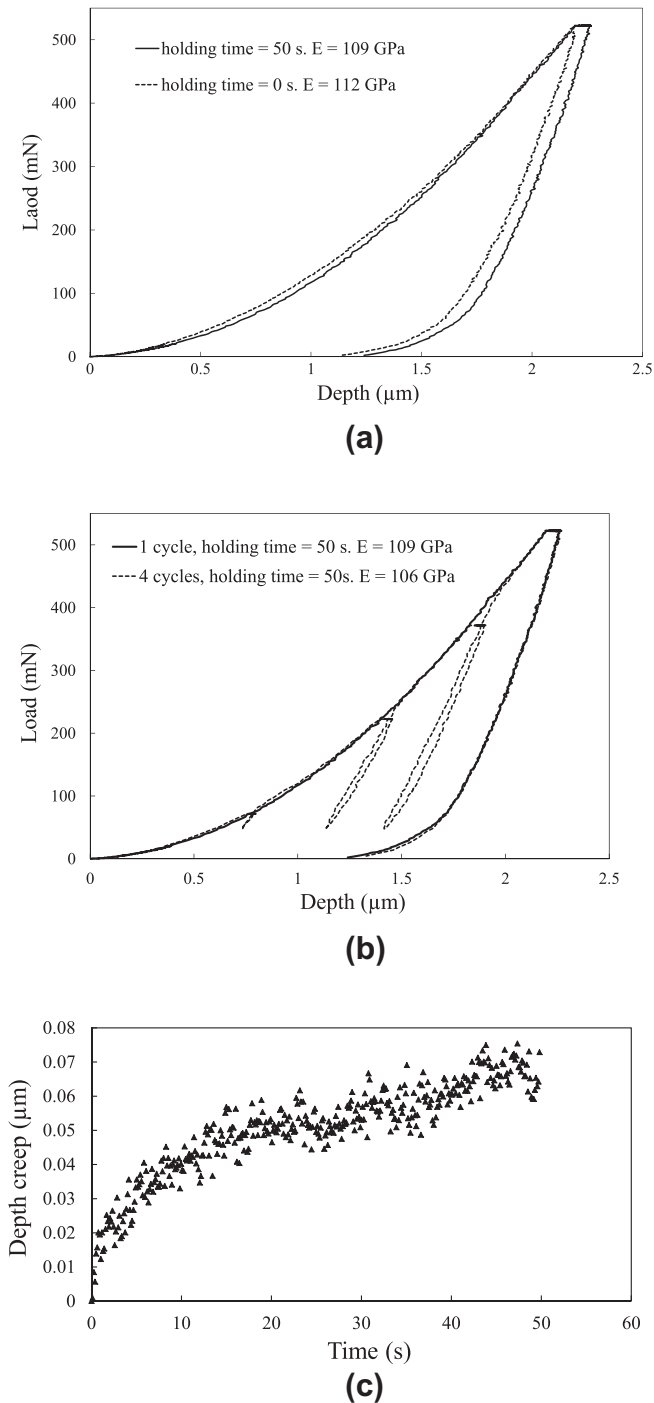 500
400
300
200
100
0
Laod (mN)
holding time = 50 s. E = 109 GPa
holding time = 0 s. E = 112 GPa
0 0.5 1 1.5 2 2.5
Depth (µm)
(a)
500
400
300
200
100
0
Load (mN)
1 cycle, holding time = 50 s. E = 109 GPa
4 cycles, holding time = 50s. E = 106 GPa
0 0.5 1 1.5 2 2.5
Depth (µm)
(b)
0.08
0.07
0.06
0.05
0.04
0.03
0.02
0.01
0
Depth creep (µm)
0 10 20 30 40 50 60
Time (s)
(c)